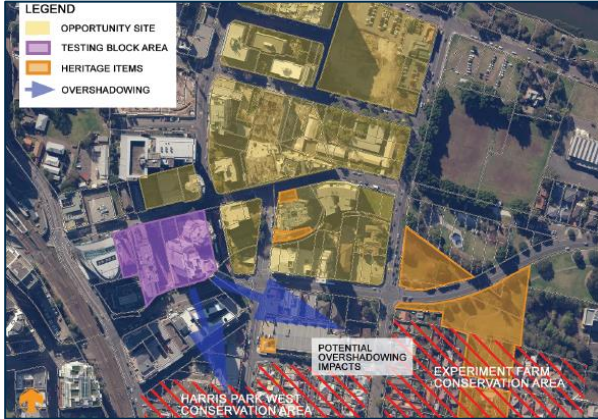 LEGEND
OPPORTUNITY SITE
TESTING BLOCK AREA
HERITAGE ITEMS
OVERSHADOWING
POTENTIAL
OVERSHADOWING
IMPACTS
HARRIS PARK WEST
CONSERVATION AREA
EXPERIMENT FARM
CONSERVATION AREA